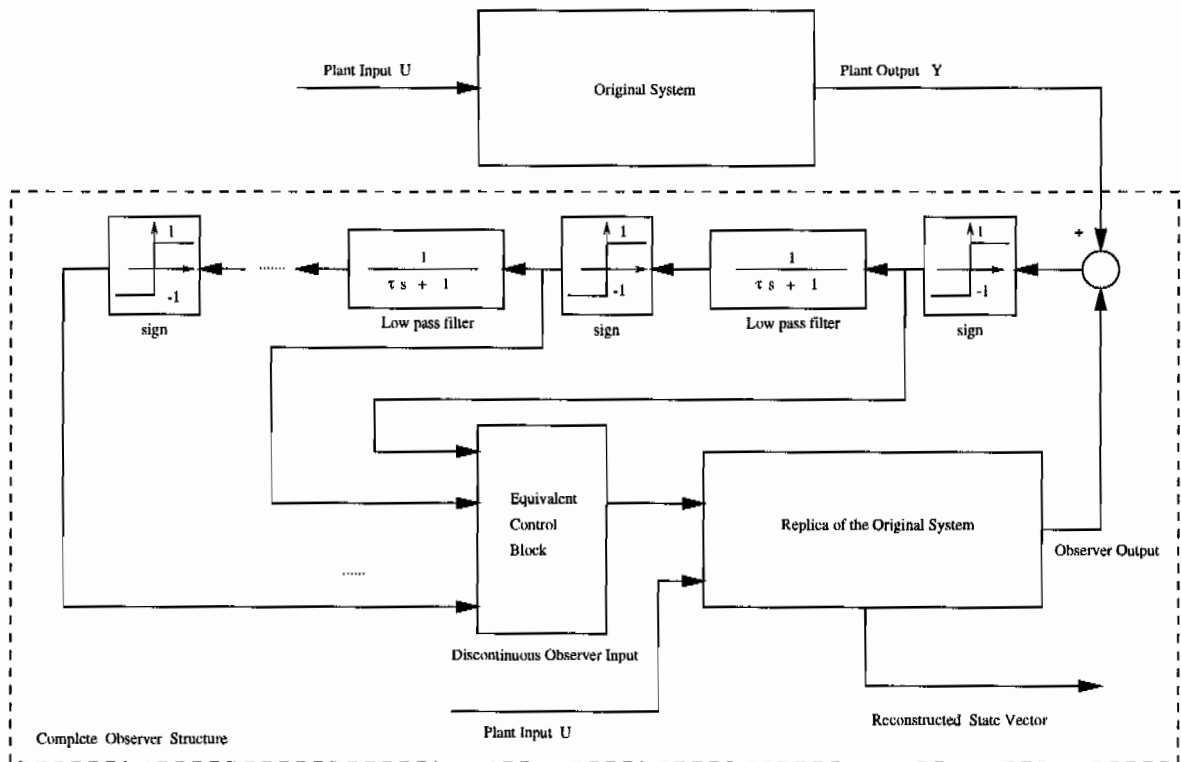 Plant Input U
Original System
Plant Output Y
1
-1
sign
......
1
τ s + 1
Low pass filter
1
-1
sign
1
τ s + 1
Low pass filter
1
-1
sign
+
Equivalent
Control
Block
......
Replica of the Original System
Observer Output
Discontinuous Observer Input
Plant Input U
Reconstructed State Vector
Complete Observer Structure